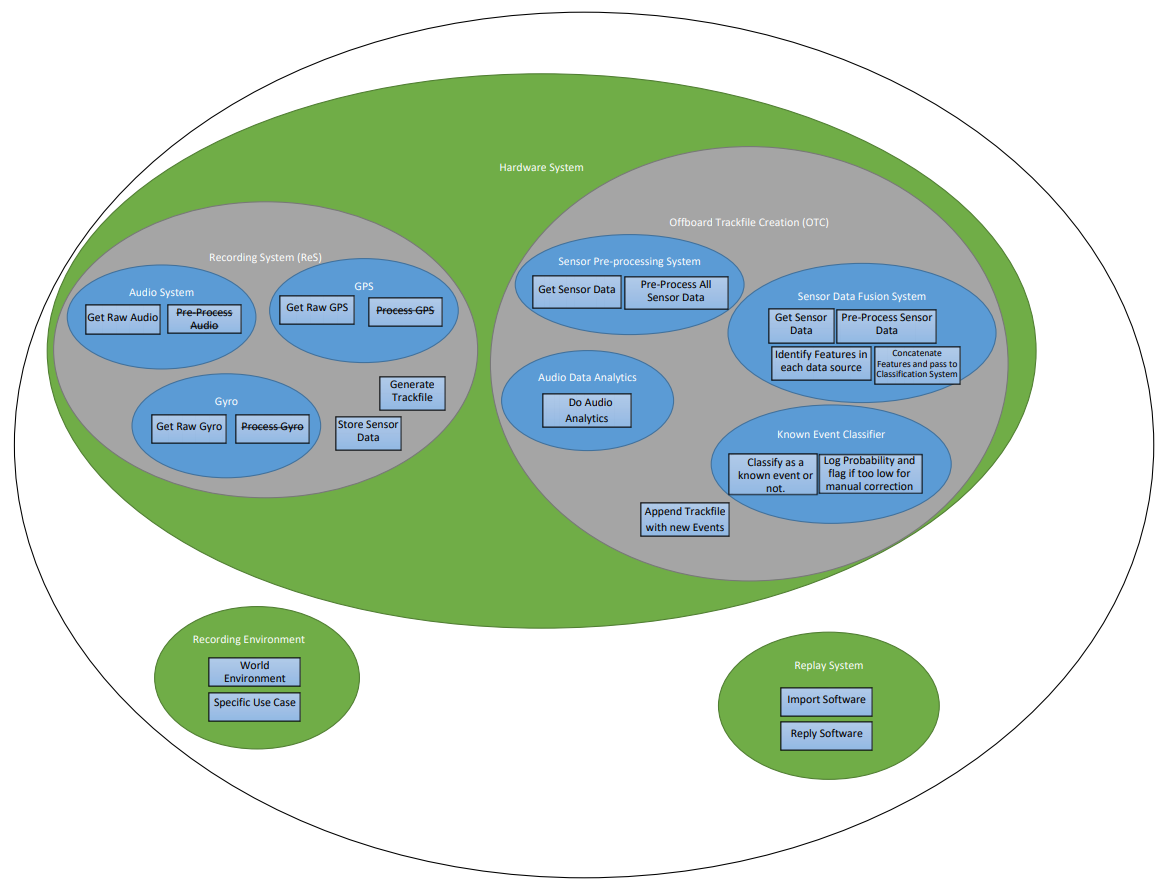 Hardware System
Recording System (ReS)
Audio System
Get Raw Audio
Pre-Process
Audio
GPS
Get Raw GPS
Process GPS
Gyro
Get Raw Gyro
Process Gyro
Generate
Trackfile
Store Sensor
Data
Offboard Trackfile Creation (OTC)
Sensor Pre-processing System
Get Sensor Data
Pre-Process All
Sensor Data
Sensor Data Fusion System
Get Sensor
Data
Pre-Process Sensor
Data
Identify Features in
each data source
Concatenate
Features and pass to
Classification System
Audio Data Analytics
Do Audio
Analytics
Known Event Classifier
Classify as a
known event or
not.
Log Probability and
flag if too low for
manual correction
Append Trackfile
with new Events
Recording Environment
World
Environment
Specific Use Case
Replay System
Import Software
Reply Software